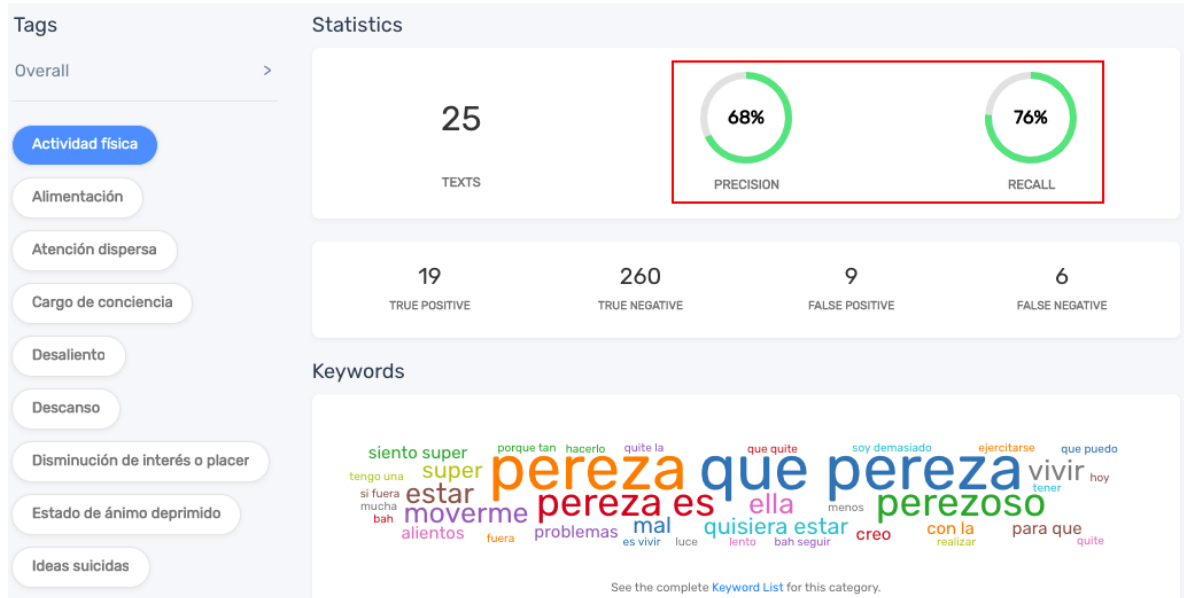 Tags
Overall >
Actividad física
Alimentación
Atención dispersa
Cargo de conciencia
Desaliento
Descanso
Disminución de interés o placer
Estado de ánimo deprimido
Ideas suicidas
Statistics
25
TEXTS
68%
PRECISION
76%
RECALL
19
TRUE POSITIVE
260
TRUE NEGATIVE
9
FALSE POSITIVE
6
FALSE NEGATIVE
Keywords
siento super
porque tan
hacerlo
quite la
que quite
soy demasiado
ejercitarse
que puedo
tengo una
super
pereza
que pereza
vivir
hoy
tener
si fuera
estar
mucha
bah
moverme
pereza es
ella
menos
perezoso
alientos
fuera
problemas
mal
es vivir
luce
quisiera estar
lento
bah seguir
creo
con la
realizar
para que
quite
See the complete Keyword List for this category.